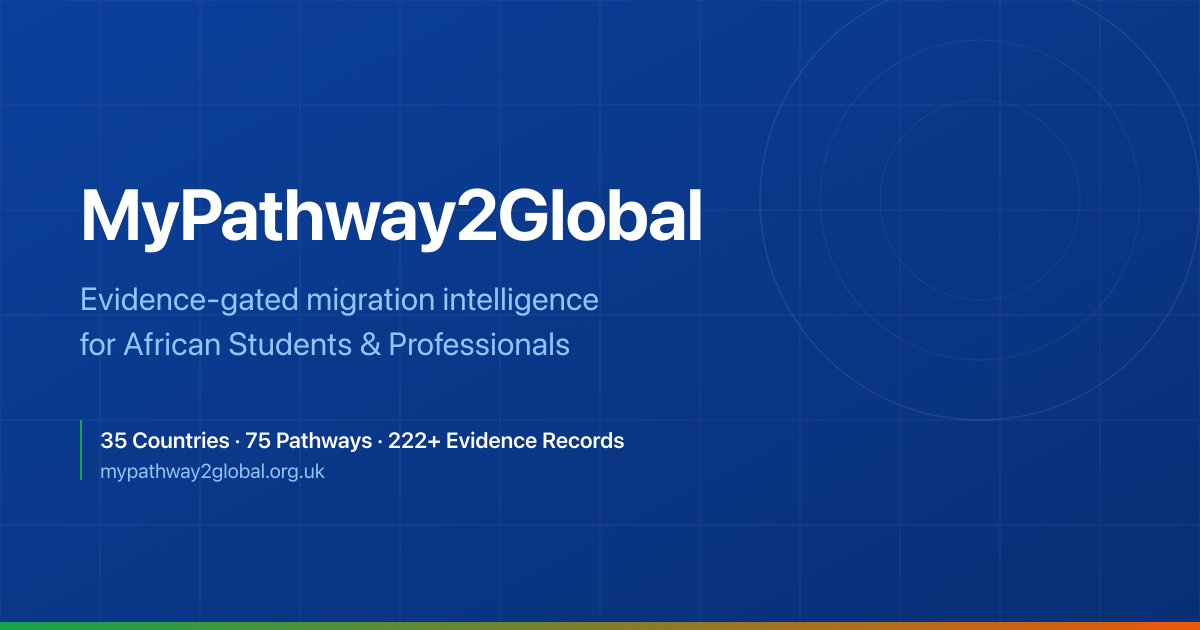 MyPathway2Global
Evidence-gated migration intelligence
for African Students & Professionals
35 Countries · 75 Pathways · 222+ Evidence Records
mypathway2global.org.uk